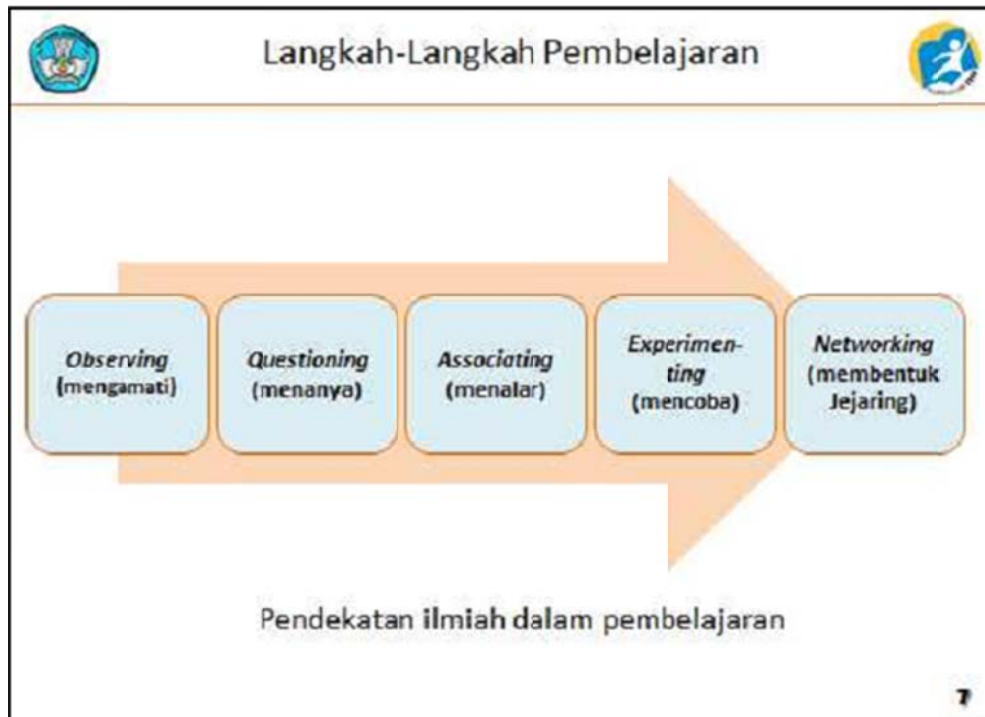 Langkah-Langkah Pembelajaran
Observing
(mengamati)
Questioning
(menanya)
Associating
(menalar)
Experimen-
ting
(mencoba)
Networking
(membentuk
Jejaring)
Pendekatan ilmiah dalam pembelajaran
7